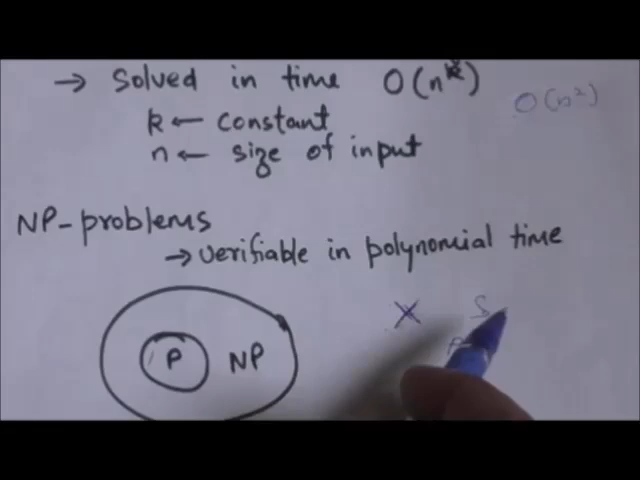 → Solved in time O(n^k)
O(n²)
k ← constant
n ← size of input
NP-problems
→ verifiable in polynomial time
X S
P NP